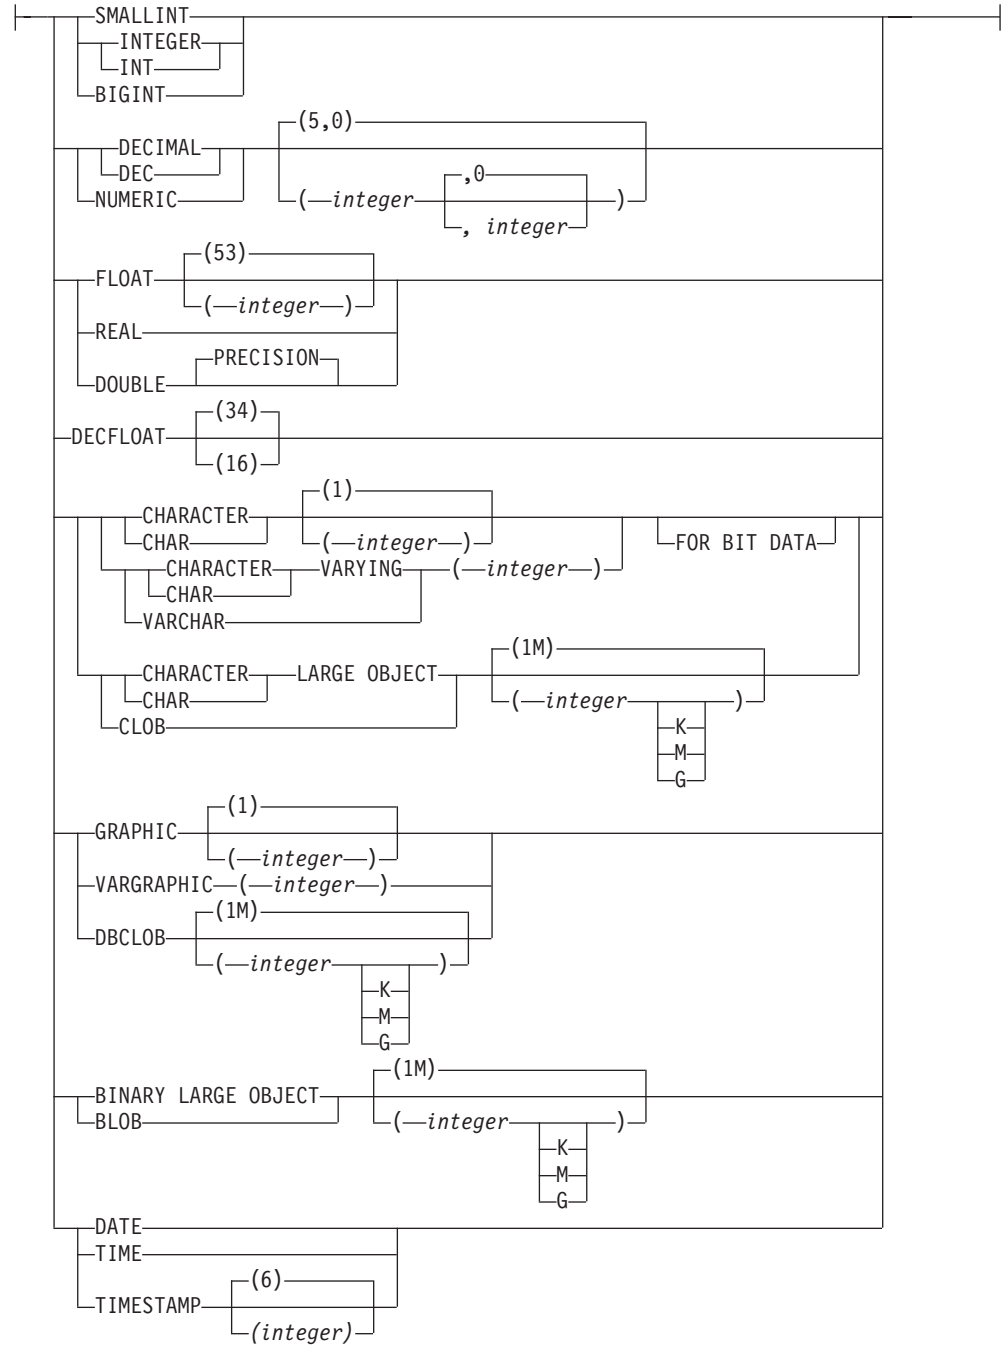 SMALLINT
INTEGER
INT
BIGINT
(5,0)
DECIMAL
DEC
NUMERIC
( integer ,0 )
, integer
(53)
FLOAT
( integer )
REAL
PRECISION
DOUBLE
(34)
DECFLOAT
(16)
(1)
CHARACTER
CHAR ( integer ) FOR BIT DATA
CHARACTER VARYING ( integer )
CHAR
VARCHAR
(1M)
CHARACTER LARGE OBJECT
CHAR ( integer )
CLOB K
M
G
(1)
GRAPHIC
( integer )
VARGRAPHIC ( integer )
(1M)
DBCLOB
( integer )
K
M
G
(1M)
BINARY LARGE OBJECT
BLOB ( integer )
K
M
G
DATE
TIME
(6)
TIMESTAMP
(integer)